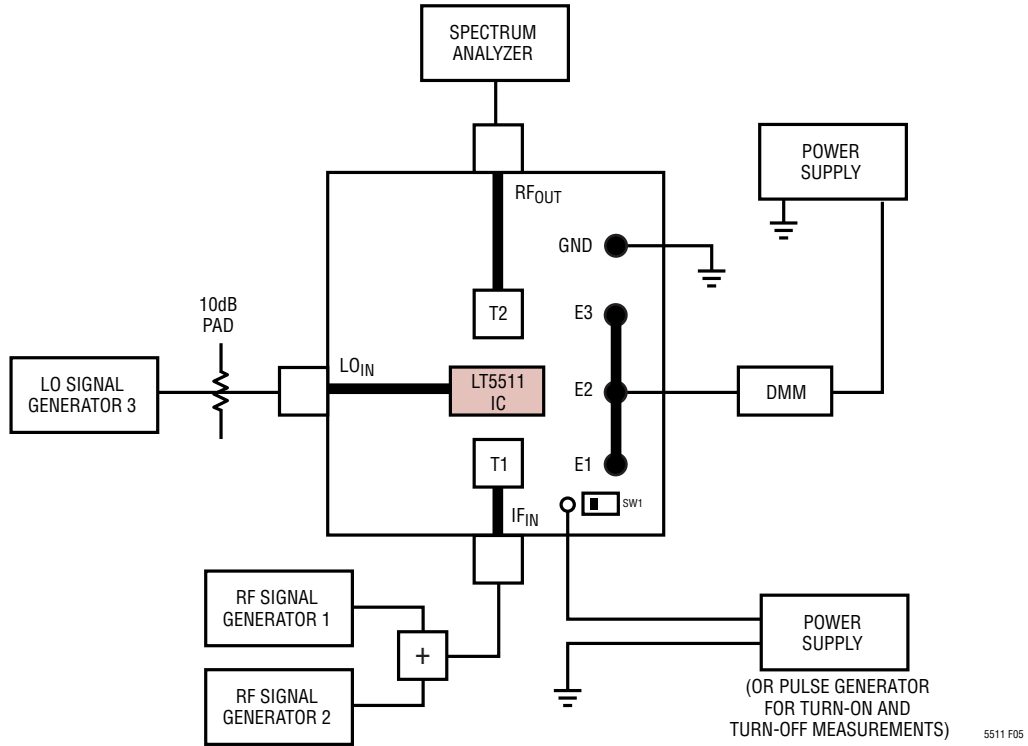 SPECTRUM
ANALYZER
POWER
SUPPLY
RFOUT
GND
T2
E3
10dB
PAD
LOIN
LO SIGNAL
GENERATOR 3
LT5511
IC
E2
DMM
T1
E1
SW1
IFIN
RF SIGNAL
GENERATOR 1
+
RF SIGNAL
GENERATOR 2
POWER
SUPPLY
(OR PULSE GENERATOR
FOR TURN-ON AND
TURN-OFF MEASUREMENTS)
5511 F05